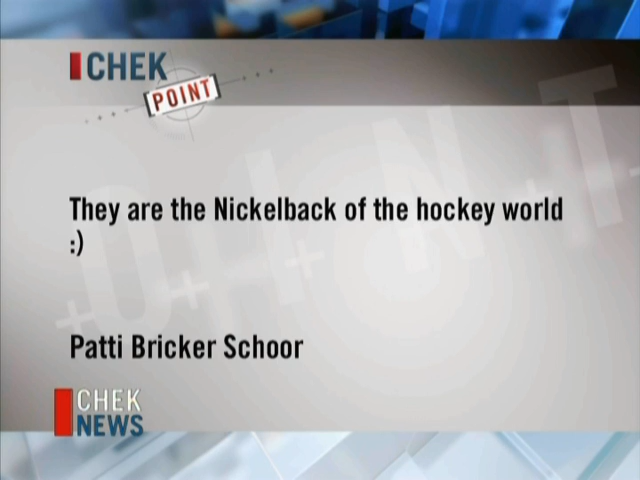 CHEK
POINT
They are the Nickelback of the hockey world
:)
Patti Bricker Schoor
CHEK
NEWS